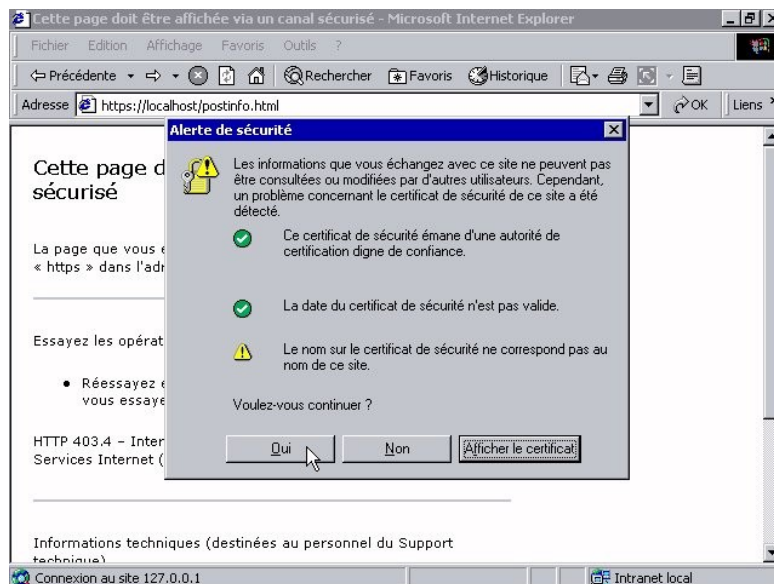 Cette page doit être affichée via un canal sécurisé - Microsoft Internet Explorer
Fichier Edition Affichage Favoris Outils ?
Précédente Rechercher Favoris Historique
Adresse https://localhost/postinfo.html OK Liens
Alerte de sécurité
Cette page d
sécurisé
La page que vous e
« https » dans l'adr
Essayez les opérat
Réessayez e
vous essaye
HTTP 403.4 – Inter
Services Internet (
Les informations que vous échangez avec ce site ne peuvent pas
être consultées ou modifiées par d'autres utilisateurs. Cependant,
un problème concernant le certificat de sécurité de ce site a été
détecté.
Ce certificat de sécurité émane d'une autorité de
certification digne de confiance.
La date du certificat de sécurité n'est pas valide.
Le nom sur le certificat de sécurité ne correspond pas au
nom de ce site.
Voulez-vous continuer ?
Oui Non Afficher le certificat
Informations techniques (destinées au personnel du Support
technique)
Connexion au site 127.0.0.1 Intranet local